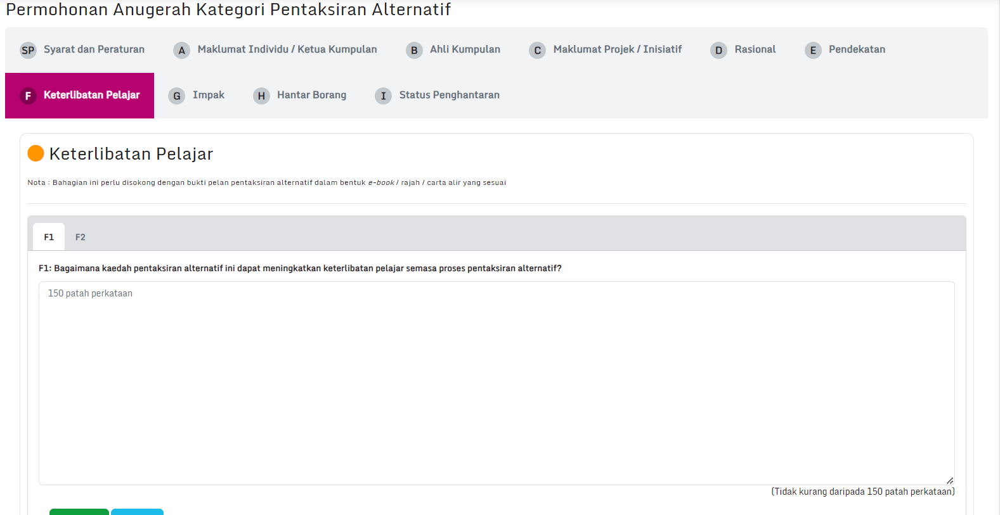 Permohonan Anugerah Kategori Pentaksiran Alternatif
SP Syarat dan Peraturan A Maklumat Individu / Ketua Kumpulan B Ahli Kumpulan C Maklumat Projek / Inisiatif D Rasional E Pendekatan
F Keterlibatan Pelajar G Impak H Hantar Borang I Status Penghantaran
Keterlibatan Pelajar
Nota : Bahagian ini perlu disokong dengan bukti pelan pentaksiran alternatif dalam bentuk e-book / rajah / carta alir yang sesuai
F1 F2
F1: Bagaimana kaedah pentaksiran alternatif ini dapat meningkatkan keterlibatan pelajar semasa proses pentaksiran alternatif?
150 patah perkataan
(Tidak kurang daripada 150 patah perkataan)